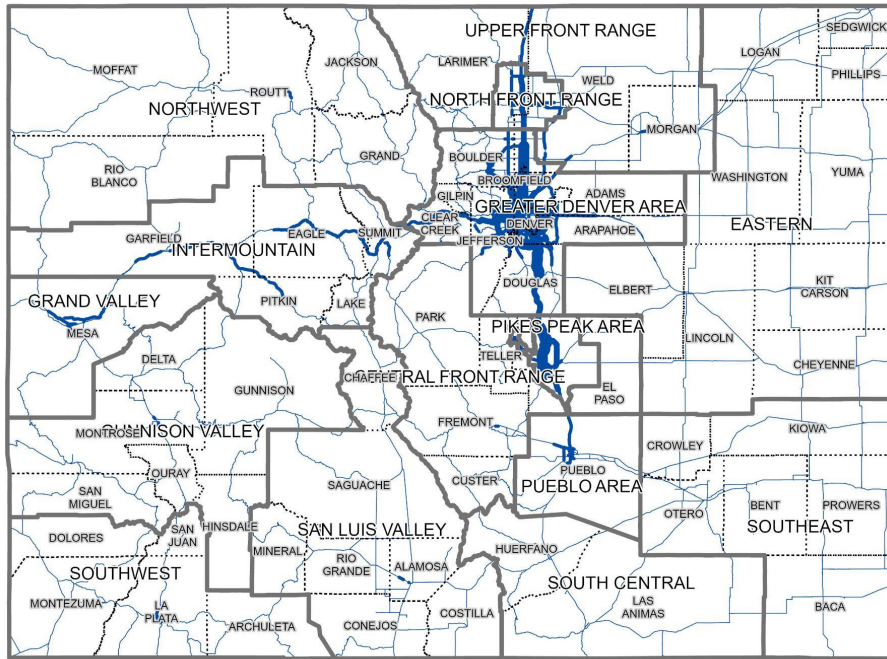 UPPER FRONT RANGE
SEDGWICK
LOGAN
JACKSON
LARIMER
MOFFAT
PHILLIPS
WELD
ROUTT
NORTHWEST
NORTH FRONT RANGE
MORGAN
GRAND
BOULDER
RIO
BLANCO
WASHINGTON
YUMA
BROOMFIELD
GILPIN
ADAMS
GREATER DENVER AREA
CLEAR
CREEK
DENVER
EASTERN
EAGLE
SUMMIT
ARAPAHOE
GARFIELD
JEFFERSON
INTERMOUNTAIN
DOUGLAS
ELBERT
KIT
CARSON
GRAND VALLEY
PITKIN
LAKE
PARK
MESA
PIKES PEAK AREA
LINCOLN
DELTA
TELLER
CHEYENNE
CHAFFEE
CENTRAL FRONT RANGE
GUNNISON
EL
PASO
FREMONT
KIOWA
MONTROSE
GUNNISON VALLEY
CROWLEY
OURAY
PUEBLO
SAGUACHE
CUSTER
PUEBLO AREA
SAN
MIGUEL
BENT
PROWERS
OTERO
SAN
JUAN
HINSDALE
SAN LUIS VALLEY
SOUTHEAST
DOLORES
MINERAL
HUERFANO
RIO
GRANDE
ALAMOSA
SOUTHWEST
SOUTH CENTRAL
MONTEZUMA
LA
PLATA
COSTILLA
LAS
ANIMAS
BACA
ARCHULETA
CONEJOS